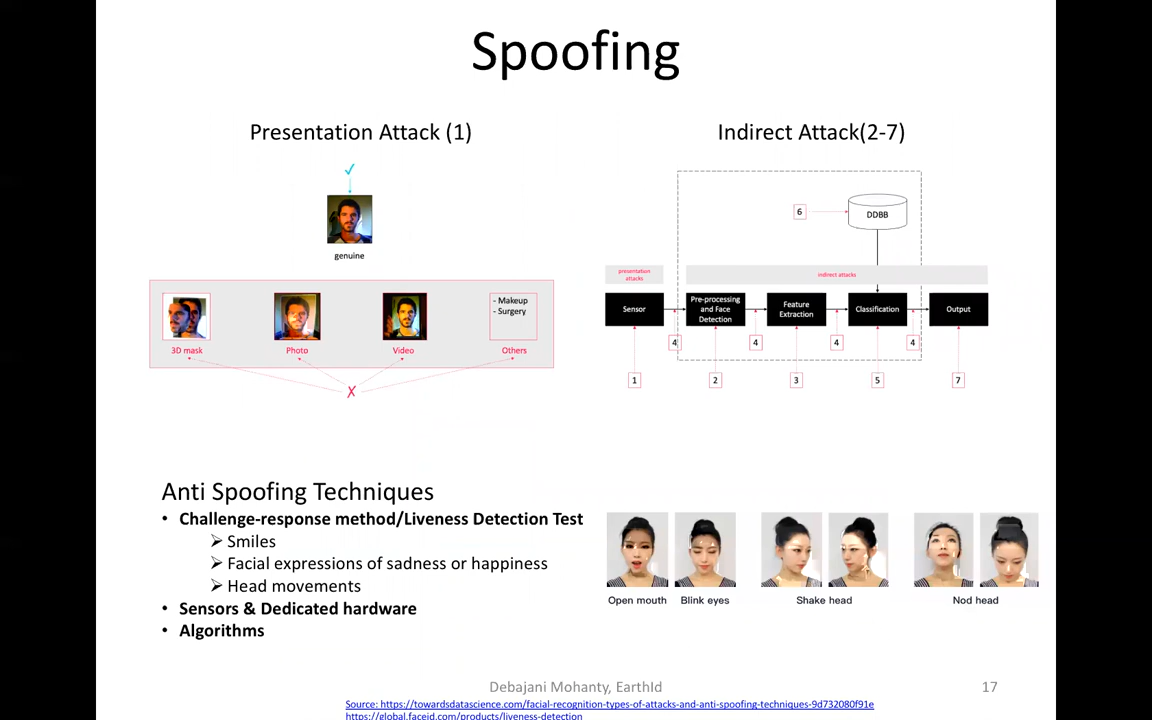 Spoofing
Presentation Attack (1)
genuine
3D mask
Photo
Video
- Makeup
- Surgery
Others
Indirect Attack(2-7)
6
DDBB
presentation
attacks
indirect attacks
Sensor
Pre-processing
and Face
Detection
Feature
Extraction
Classification
Output
4
4
4
4
1
2
3
5
7
Anti Spoofing Techniques
• Challenge-response method/Liveness Detection Test
➢ Smiles
➢ Facial expressions of sadness or happiness
➢ Head movements
• Sensors & Dedicated hardware
• Algorithms
Open mouth
Blink eyes
Shake head
Nod head
Debajani Mohanty, EarthId
17
Source: https://towardsdatascience.com/facial-recognition-types-of-attacks-and-anti-spoofing-techniques-9d732080f91e
https://global.faceid.com/products/liveness-detection